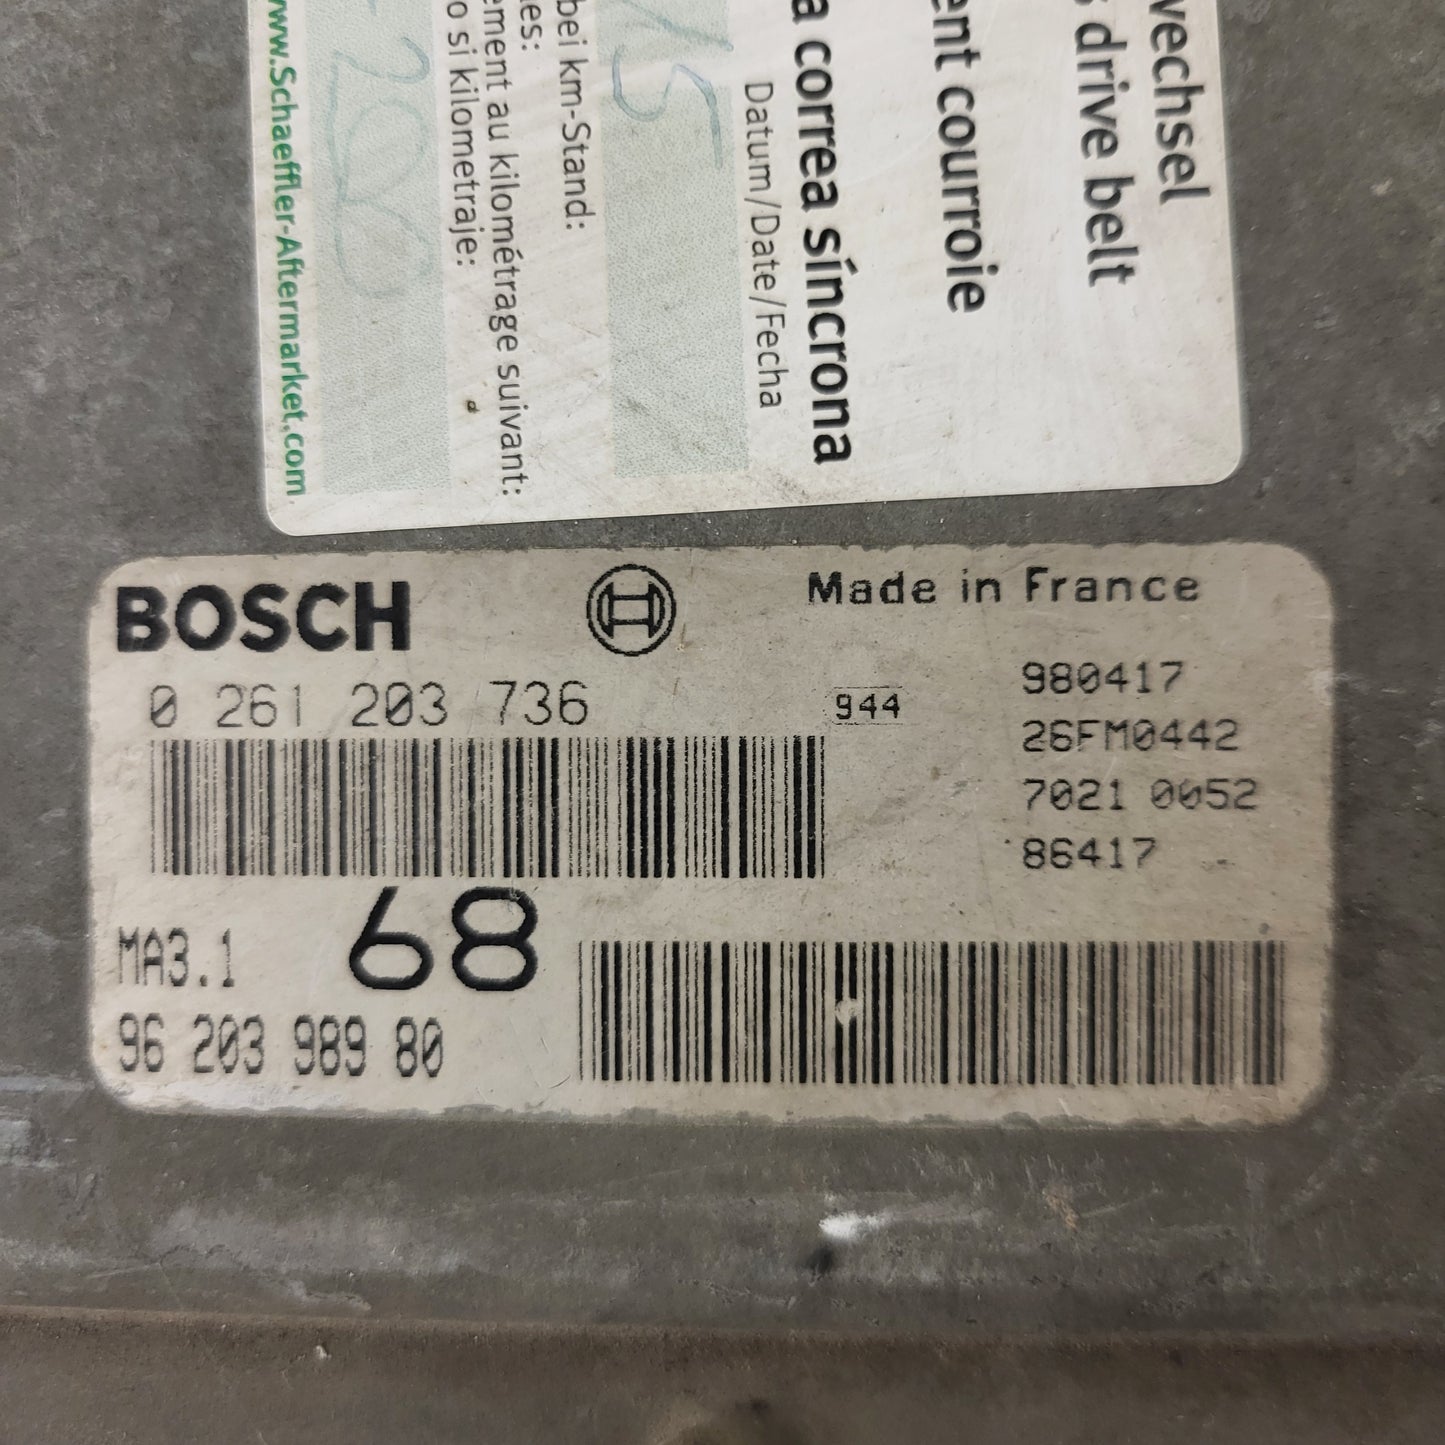 wechsel
drive belt
ent courroie
a correa síncrona
Datum/Date/Fecha
15
bei km-Stand:
ement au kilométrage suivant:
o si kilometraje:
www.Schaeffler-Aftermarket.com
BOSCH
Made in France
0 261 203 736
944
980417
26FM0442
7021 0052
86417
MA3.1
68
96 203 989 80